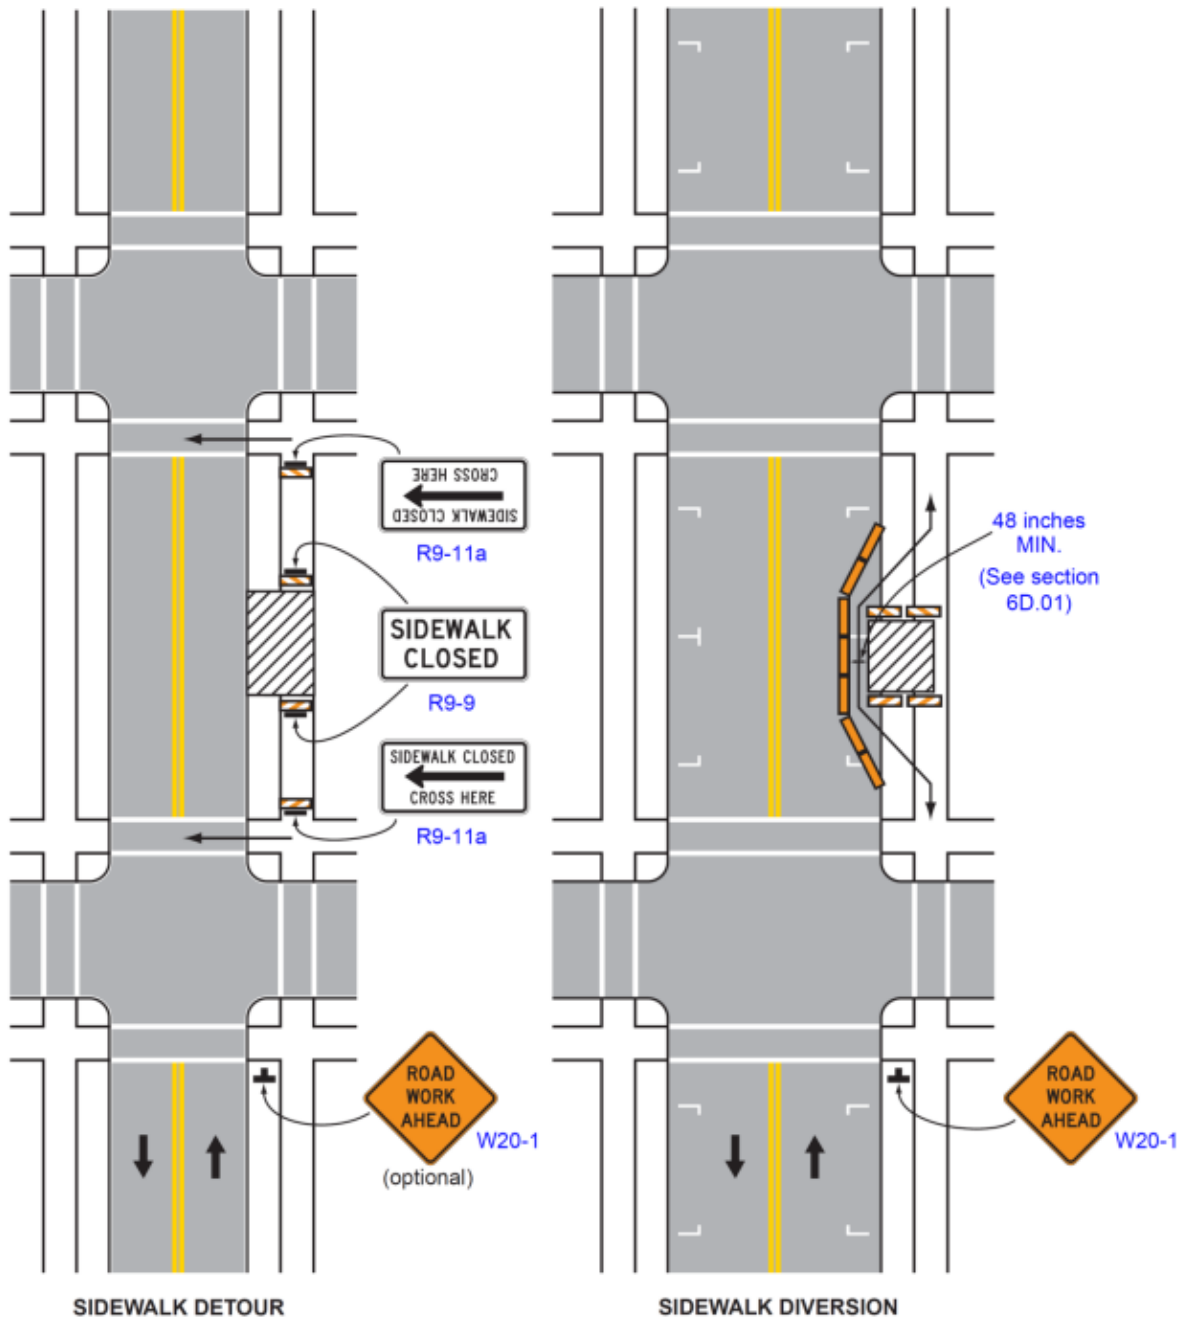 CROSS HERE
SIDEWALK CLOSED
R9-11a
SIDEWALK
CLOSED
R9-9
SIDEWALK CLOSED
CROSS HERE
R9-11a
ROAD
WORK
AHEAD
W20-1
(optional)
SIDEWALK DETOUR
48 inches
MIN.
(See section
6D.01)
ROAD
WORK
AHEAD
W20-1
SIDEWALK DIVERSION